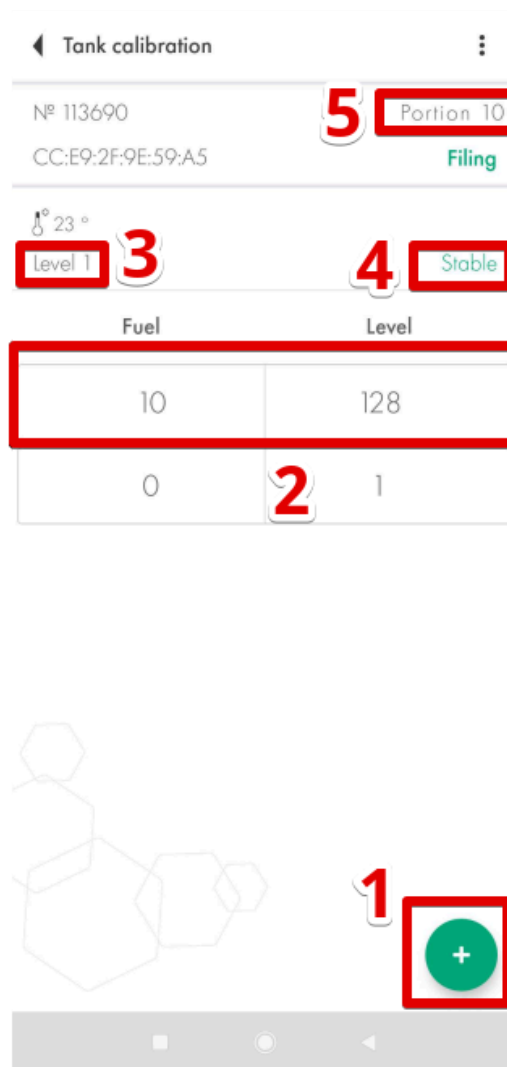 Tank calibration
№ 113690
5
Portion 10
CC:E9:2F:9E:59:A5
Filing
23 °
Level 1
3
4
Stable
Fuel
Level
10
128
0
2
1
1
+